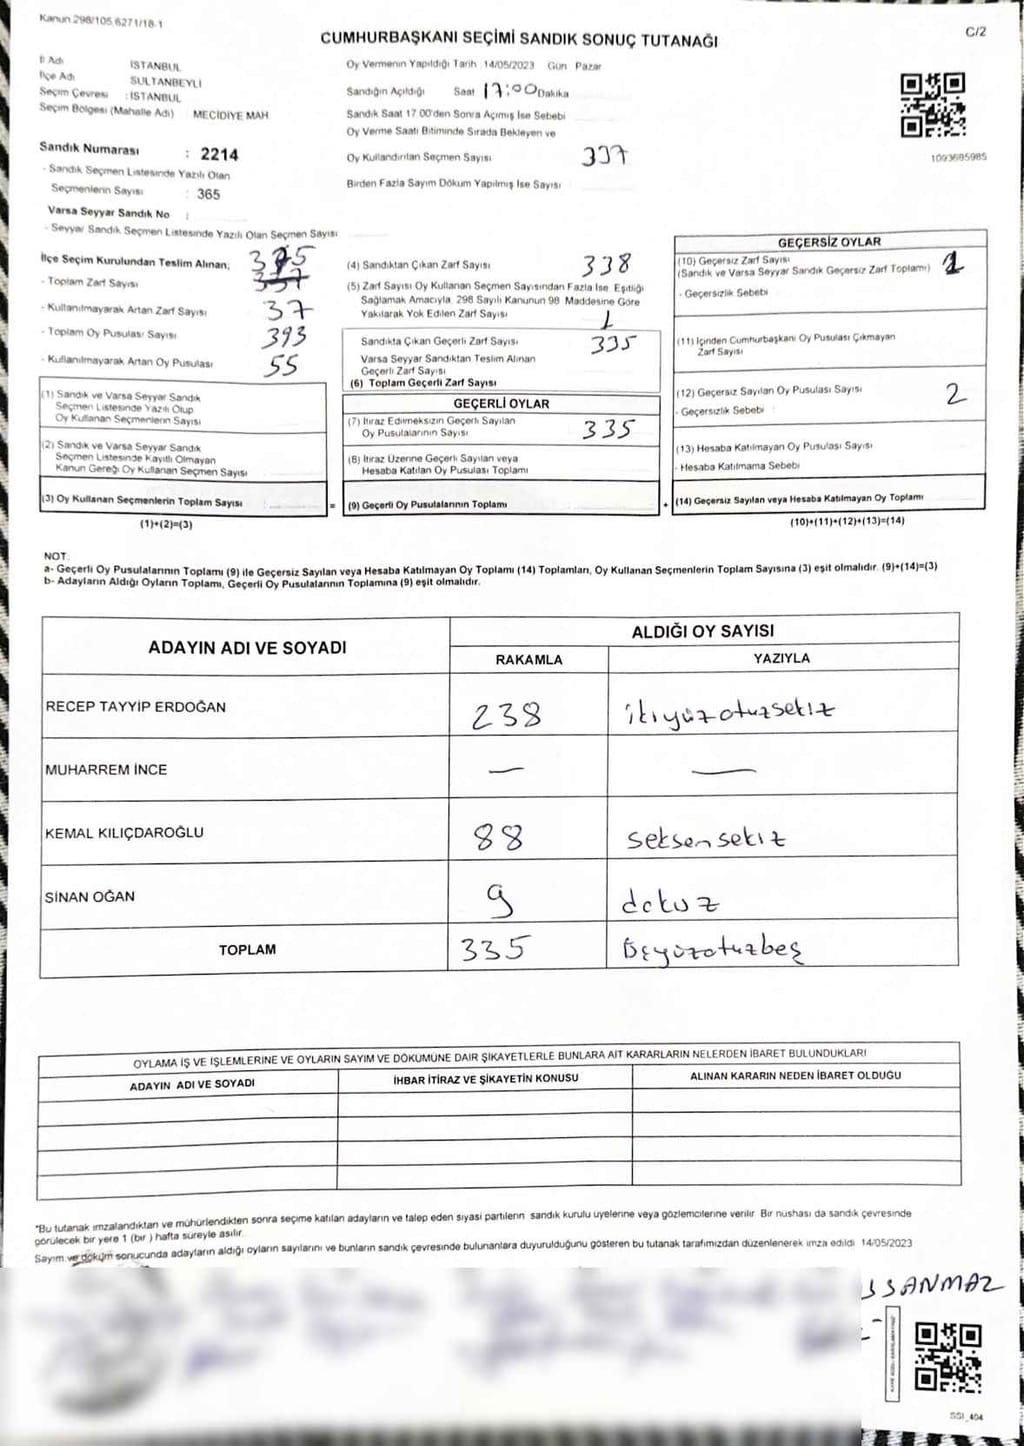 Kanun.298/105,6271/18-1
C/2
CUMHURBAŞKANI SEÇİMİ SANDIK SONUÇ TUTANAĞI
İl Adı İSTANBUL
İlçe Adı SULTANBEYLİ
Seçim Çevresi : İSTANBUL
Seçim Bölgesi (Mahalle Adı) MECİDİYE MAH
Sandık Numarası : 2214
- Sandık Seçmen Listesinde Yazılı Olan
Seçmenlerin Sayısı : 365
Varsa Seyyar Sandık No :
- Seyyar Sandık Seçmen Listesinde Yazılı Olan Seçmen Sayısı
Oy Vermenin Yapıldığı Tarih 14/05/2023 Gün Pazar
Sandığın Açıldığı Saat 17:00 Dakika
Sandık Saat 17.00'den Sonra Açımış İse Sebebi
Oy Verme Saati Bitiminde Sırada Bekleyen ve
Oy Kullandırılan Seçmen Sayısı 337
Birden Fazla Sayım Döküm Yapılmış İse Sayısı
1093685985
İlçe Seçim Kurulundan Teslim Alınan;
- Toplam Zarf Sayısı 375
- Kullanılmayarak Artan Zarf Sayısı 37
- Toplam Oy Pusulası Sayısı 393
- Kullanılmayarak Artan Oy Pusulası 55
(1) Sandık ve Varsa Seyyar Sandık
Seçmen Listesinde Yazılı Olup
Oy Kullanan Seçmenlerin Sayısı
(2) Sandık ve Varsa Seyyar Sandık
Seçmen Listesinde Kayıtlı Olmayan
Kanun Gereği Oy Kullanan Seçmen Sayısı
(3) Oy Kullanan Seçmenlerin Toplam Sayısı
(1)+(2)=(3)
(4) Sandıktan Çıkan Zarf Sayısı 338
(5) Zarf Sayısı Oy Kullanan Seçmen Sayısından Fazla İse, Eşitliği
Sağlamak Amacıyla, 298 Sayılı Kanunun 98 Maddesine Göre
Yakılarak Yok Edilen Zarf Sayısı 1
Sandıkta Çıkan Geçerli Zarf Sayısı 335
Varsa Seyyar Sandıktan Teslim Alınan
Geçerli Zarf Sayısı
(6) Toplam Geçerli Zarf Sayısı
GEÇERLİ OYLAR
(7) İtiraz Edilmeksizin Geçerli Sayılan
Oy Pusulalarının Sayısı 335
(8) İtiraz Üzerine Geçerli Sayılan veya
Hesaba Katılan Oy Pusulası Toplamı
= (9) Geçerli Oy Pusulalarının Toplamı
GEÇERSİZ OYLAR
(10) Geçersiz Zarf Sayısı
(Sandık ve Varsa Seyyar Sandık Geçersiz Zarf Toplamı)
- Geçersizlik Sebebi
(11) İçinden Cumhurbaşkanı Oy Pusulası Çıkmayan
Zarf Sayısı
(12) Geçersiz Sayılan Oy Pusulası Sayısı 2
- Geçersizlik Sebebi
(13) Hesaba Katılmayan Oy Pusulası Sayısı
- Hesaba Katılmama Sebebi
+ (14) Geçersiz Sayılan veya Hesaba Katılmayan Oy Toplamı
(10)+(11)+(12)+(13)=(14)
NOT:
a- Geçerli Oy Pusulalarının Toplamı (9) ile Geçersiz Sayılan veya Hesaba Katılmayan Oy Toplamı (14) Toplamları, Oy Kullanan Seçmenlerin Toplam Sayısına (3) eşit olmalıdır. (9)+(14)=(3)
b- Adayların Aldığı Oyların Toplamı, Geçerli Oy Pusulalarının Toplamına (9) eşit olmalıdır.
ADAYIN ADI VE SOYADI
ALDIĞI OY SAYISI
RAKAMLA YAZIYLA
RECEP TAYYİP ERDOĞAN 238 ikiyüzotuzsekiz
MUHARREM İNCE — —
KEMAL KILIÇDAROĞLU 88 seksen sekiz
SİNAN OĞAN 9 dokuz
TOPLAM 335 Üçyüzotuzbeş
OYLAMA İŞ VE İŞLEMLERİNE VE OYLARIN SAYIM VE DÖKÜMÜNE DAİR ŞİKAYETLERLE BUNLARA AİT KARARLARIN NELERDEN İBARET BULUNDUKLARI
ADAYIN ADI VE SOYADI İHBAR İTİRAZ VE ŞİKAYETİN KONUSU ALINAN KARARIN NEDEN İBARET OLDUĞU
"Bu tutanak imzalandıktan ve mühürlendikten sonra seçime katılan adayların ve talep eden siyasi partilerin sandık kurulu üyelerine veya gözlemcilerine verilir. Bir nüshası da sandık çevresinde
görülecek bir yere 1 (bir) hafta süreyle asılır.
Sayım ve döküm sonucunda adayların aldığı oyların sayılarını ve bunların sandık çevresinde bulunanlara duyurulduğunu gösteren bu tutanak tarafımızdan düzenlenerek imza edildi 14/05/2023
SANMAZ
SSI_404